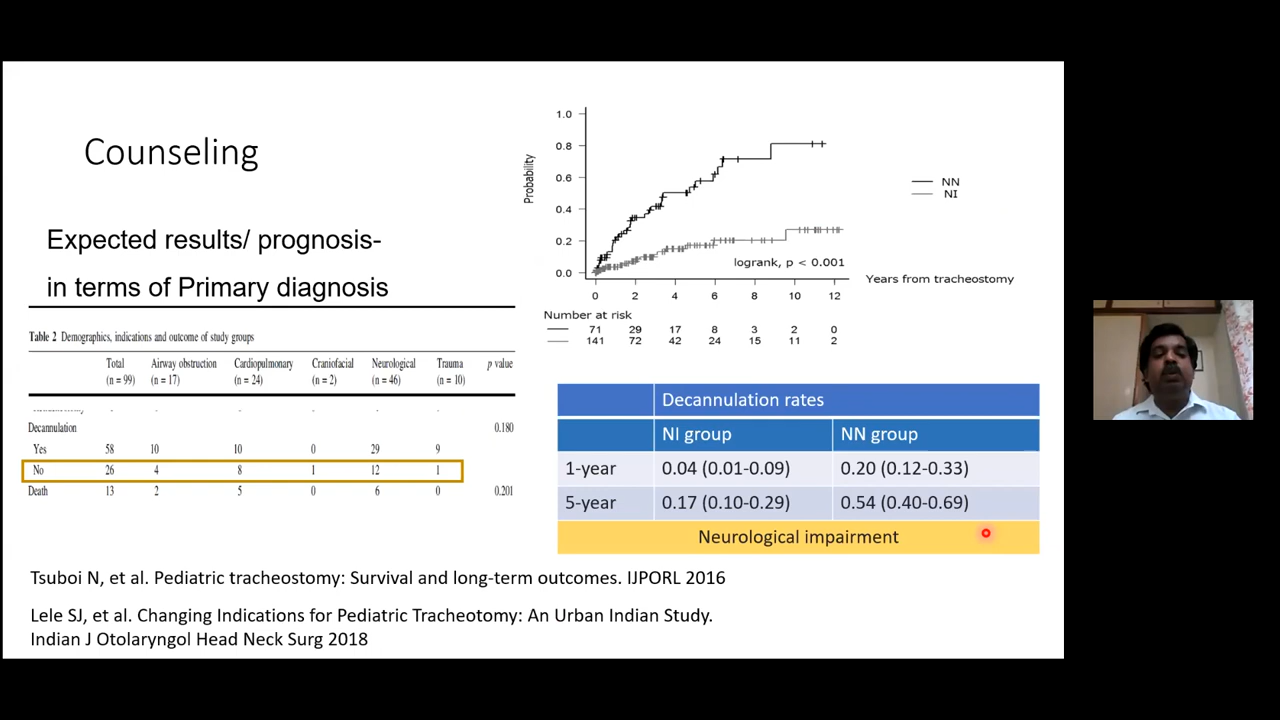 Counseling
Expected results/ prognosis-
in terms of Primary diagnosis
Table 2 Demographics, indications and outcome of study groups
Total Airway obstruction Cardiopulmonary Craniofacial Neurological Trauma p value
(n = 99) (n = 17) (n = 24) (n = 2) (n = 46) (n = 10)
Decannulation 0.180
Yes 58 10 10 0 29 9
No 26 4 8 1 12 1
Death 13 2 5 0 6 0 0.201
Probability
1.0
0.8
0.6
0.4
0.2
0.0
NN
NI
logrank, p < 0.001
0 2 4 6 8 10 12
Years from tracheostomy
Number at risk
71 29 17 8 3 2 0
141 72 42 24 15 11 2
Decannulation rates
NI group NN group
1-year 0.04 (0.01-0.09) 0.20 (0.12-0.33)
5-year 0.17 (0.10-0.29) 0.54 (0.40-0.69)
Neurological impairment
Tsuboi N, et al. Pediatric tracheostomy: Survival and long-term outcomes. IJPORL 2016
Lele SJ, et al. Changing Indications for Pediatric Tracheotomy: An Urban Indian Study.
Indian J Otolaryngol Head Neck Surg 2018